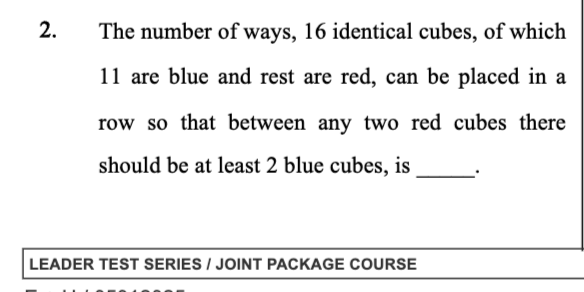 2. The number of ways, 16 identical cubes, of which
11 are blue and rest are red, can be placed in a
row so that between any two red cubes there
should be at least 2 blue cubes, is _____.
LEADER TEST SERIES / JOINT PACKAGE COURSE